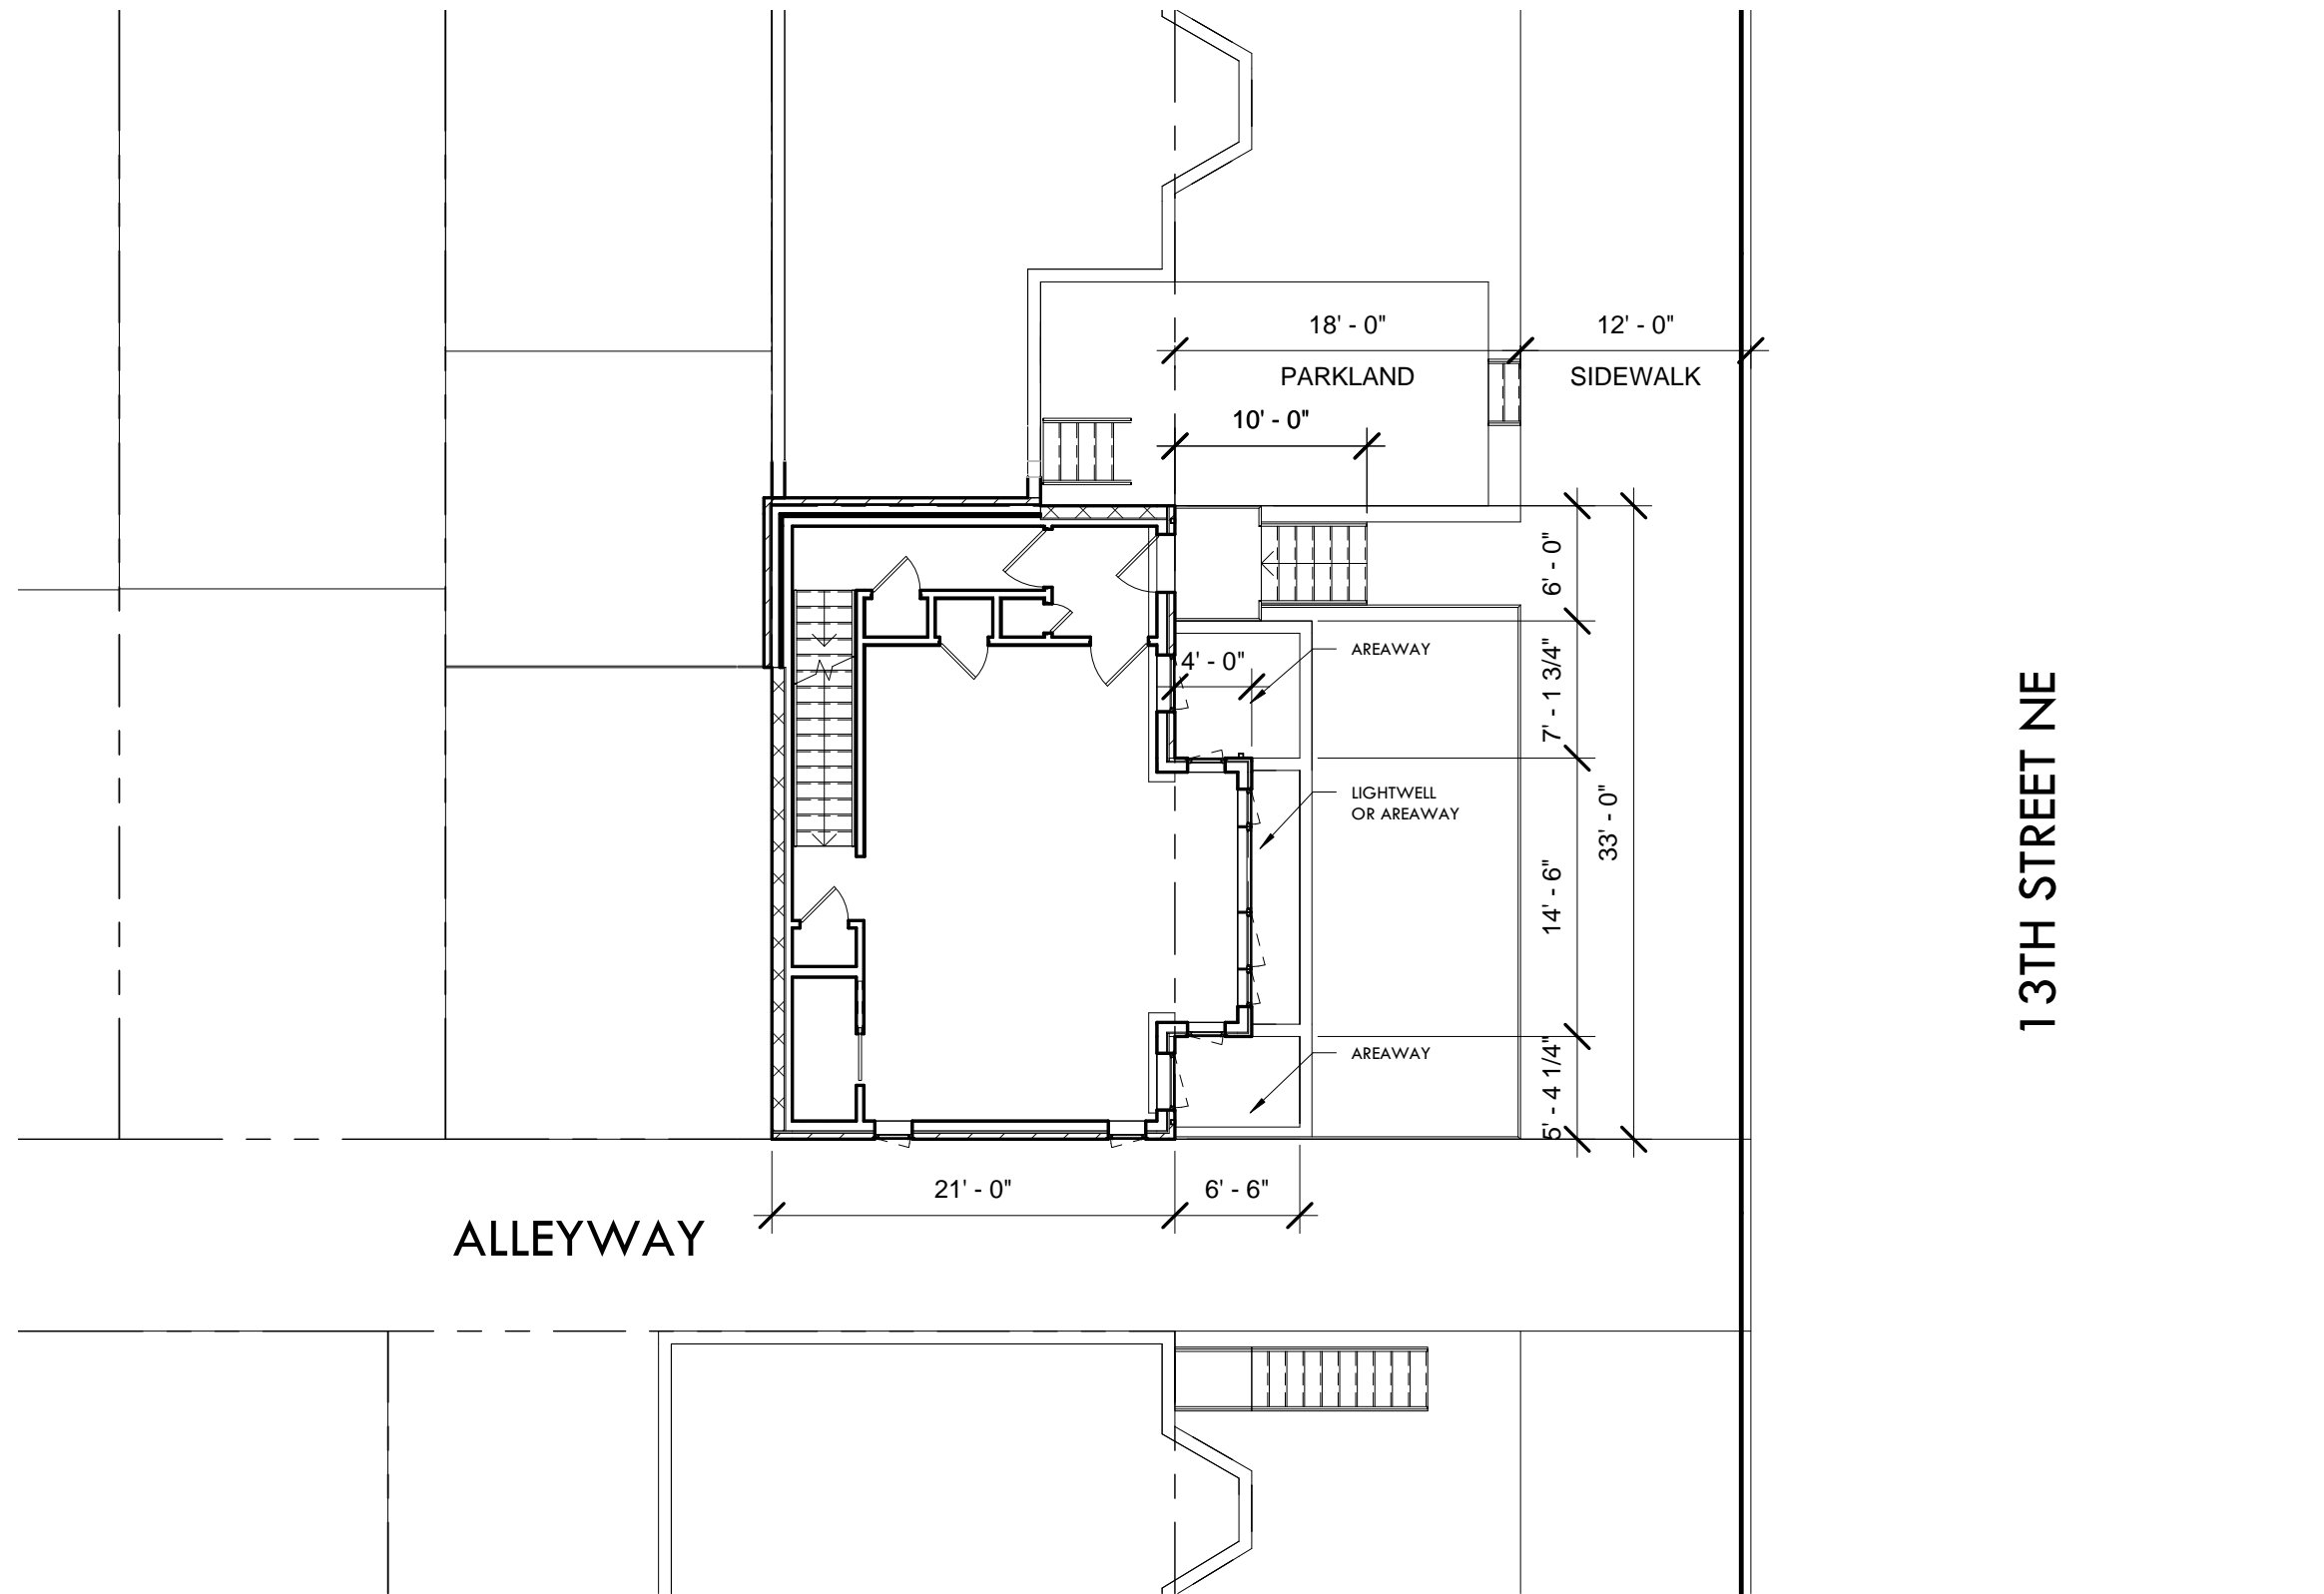 18' - 0"
12' - 0"
PARKLAND
SIDEWALK
10' - 0"
6' - 0"
AREAWAY
4' - 0"
7' - 1 3/4"
LIGHTWELL
OR AREAWAY
33' - 0"
14' - 6"
13TH STREET NE
AREAWAY
5' - 4 1/4"
21' - 0"
6' - 6"
ALLEYWAY